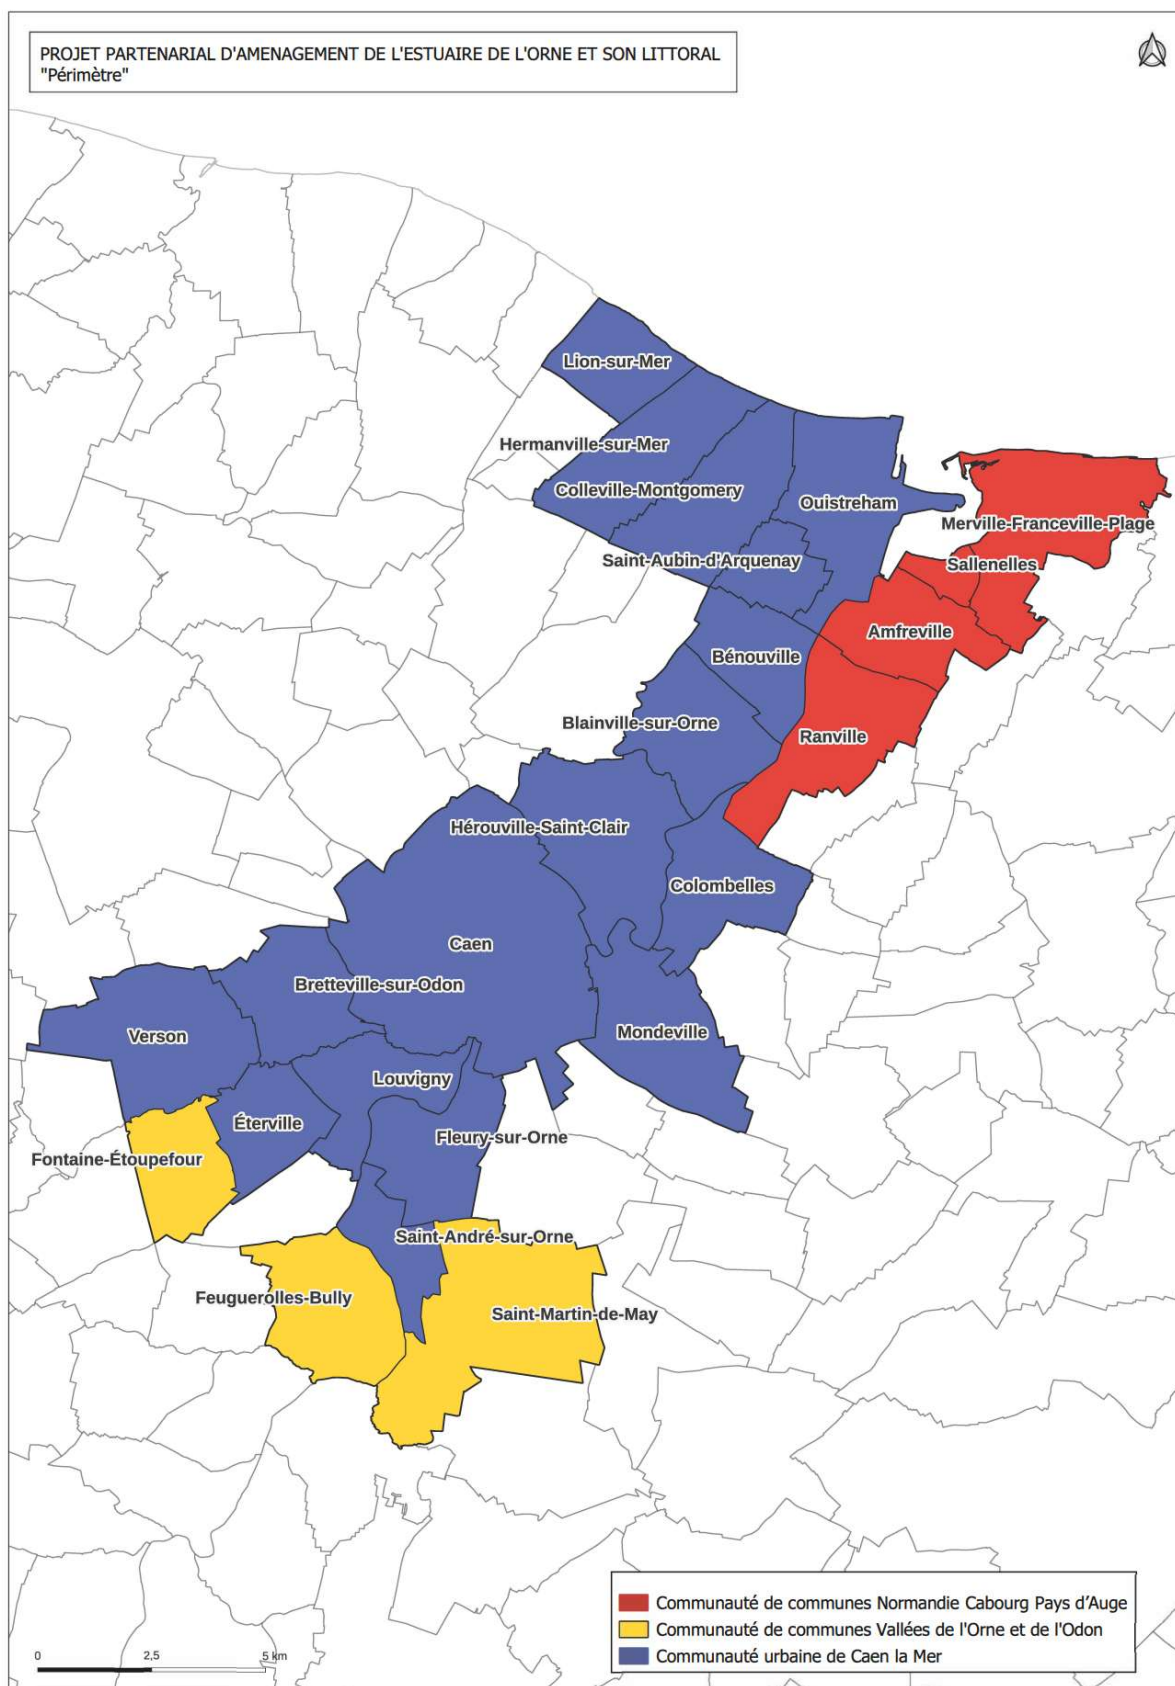 PROJET PARTENARIAL D'AMENAGEMENT DE L'ESTUAIRE DE L'ORNE ET SON LITTORAL
"Périmètre"
Lion-sur-Mer
Hermanville-sur-Mer
Colleville-Montgomery
Ouistreham
Merville-Franceville-Plage
Saint-Aubin-d'Arquenay
Sallenelles
Amfreville
Bénouville
Blainville-sur-Orne
Ranville
Hérouville-Saint-Clair
Colombelles
Caen
Bretteville-sur-Odon
Verson
Mondeville
Louvigny
Éterville
Fleury-sur-Orne
Fontaine-Étoupefour
Saint-André-sur-Orne
Feuguerolles-Bully
Saint-Martin-de-May
Communauté de communes Normandie Cabourg Pays d’Auge
Communauté de communes Vallées de l'Orne et de l'Odon
Communauté urbaine de Caen la Mer
0 2,5 5 km